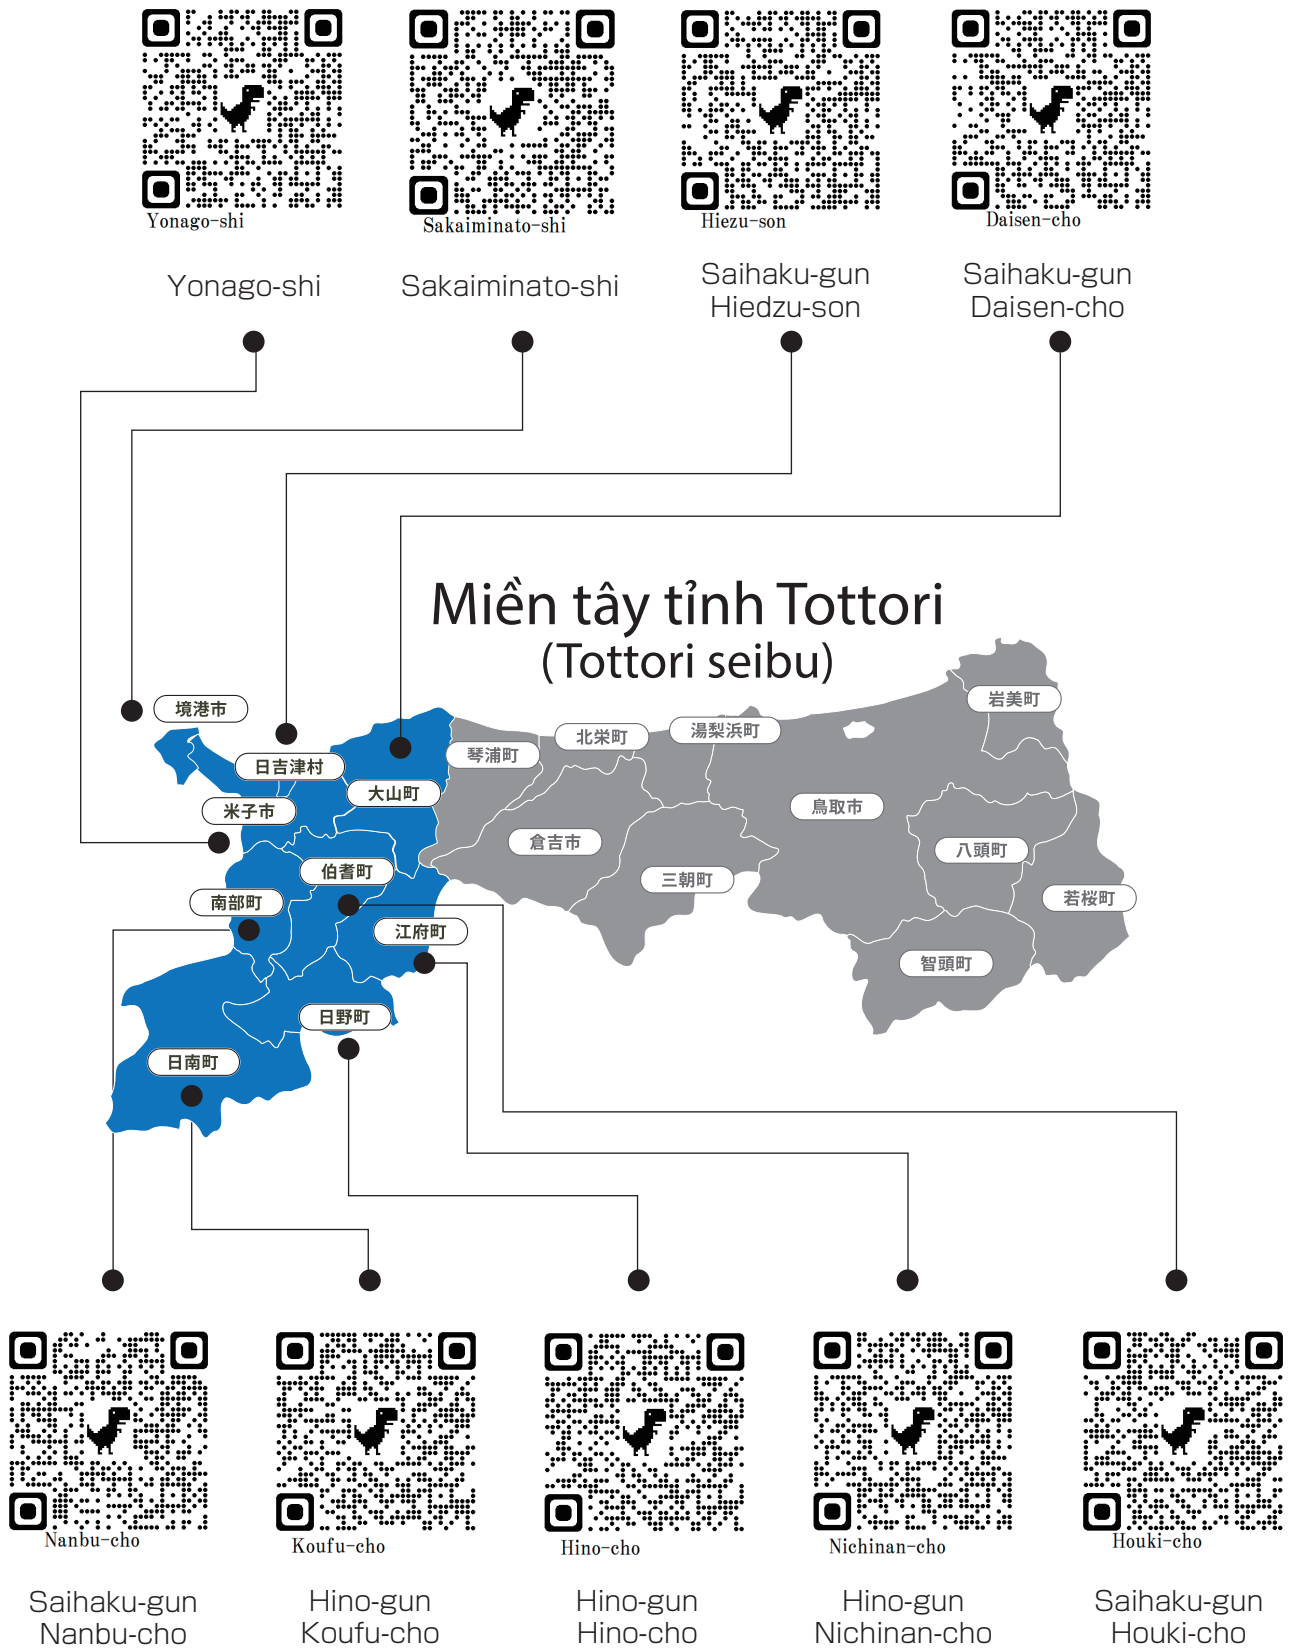 Yonago-shi
Sakaiminato-shi
Hiezu-son
Daisen-cho
Yonago-shi
Sakaiminato-shi
Saihaku-gun
Hiedzu-son
Saihaku-gun
Daisen-cho
Miền tây tỉnh Tottori
(Tottori seibu)
境港市
岩美町
湯梨浜町
北栄町
琴浦町
日吉津村
大山町
米子市
鳥取市
倉吉市
八頭町
伯耆町
三朝町
若桜町
南部町
江府町
智頭町
日野町
日南町
Nanbu-cho
Koufu-cho
Hino-cho
Nichinan-cho
Houki-cho
Saihaku-gun
Nanbu-cho
Hino-gun
Koufu-cho
Hino-gun
Hino-cho
Hino-gun
Nichinan-cho
Saihaku-gun
Houki-cho